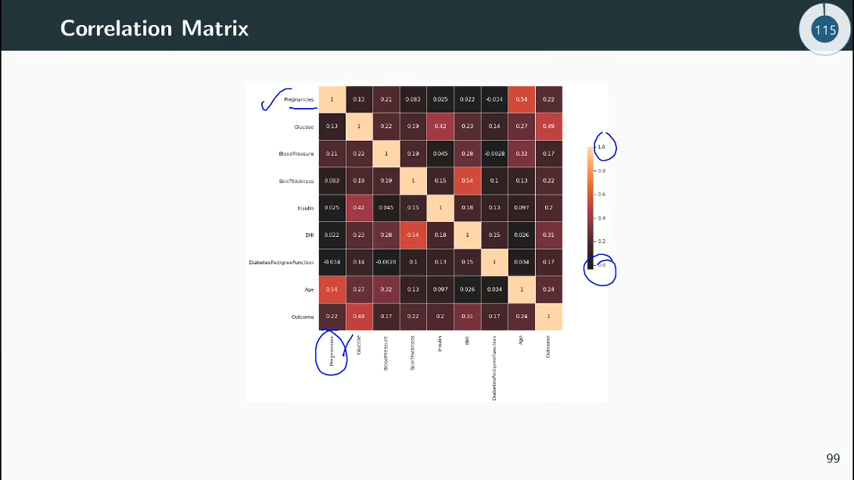 Correlation Matrix
115
Pregnancies 1 0.13 0.21 0.083 0.025 0.022 -0.034 0.54 0.22
Glucose 0.13 1 0.22 0.19 0.42 0.23 0.14 0.27 0.49
BloodPressure 0.21 0.22 1 0.19 0.045 0.28 -0.0028 0.32 0.17
SkinThickness 0.083 0.19 0.19 1 0.15 0.54 0.1 0.13 0.22
Insulin 0.025 0.42 0.045 0.15 1 0.18 0.13 0.097 0.2
BMI 0.022 0.23 0.28 0.54 0.18 1 0.15 0.026 0.31
DiabetesPedigreeFunction -0.034 0.14 -0.0028 0.1 0.13 0.15 1 0.034 0.17
Age 0.54 0.27 0.32 0.13 0.097 0.026 0.034 1 0.24
Outcome 0.22 0.49 0.17 0.22 0.2 0.31 0.17 0.24 1
Pregnancies Glucose BloodPressure SkinThickness Insulin BMI DiabetesPedigreeFunction Age Outcome
1.0
0.8
0.6
0.4
0.2
0.0
99